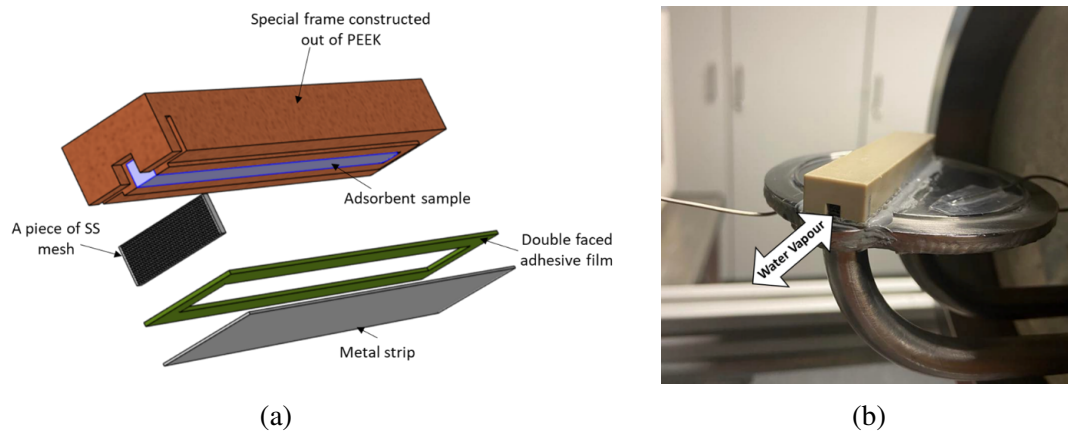 Special frame constructed
out of PEEK
Adsorbent sample
A piece of SS
mesh
Double faced
adhesive film
Metal strip
Water Vapour
(a)
(b)